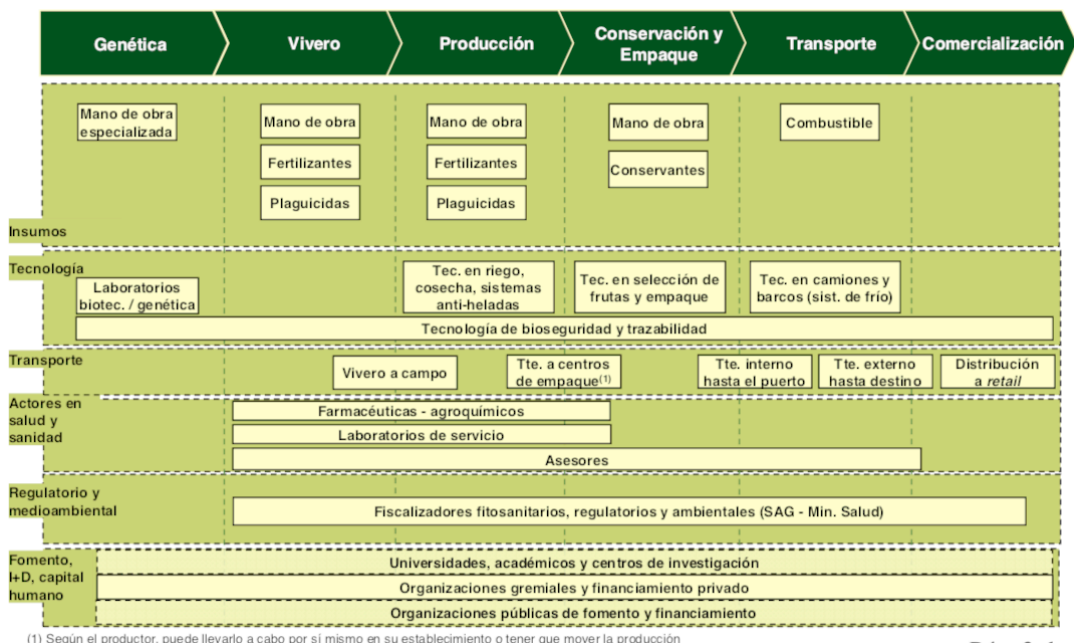 Genética
Vivero
Producción
Conservación y
Empaque
Transporte
Comercialización
Insumos
Mano de obra
especializada
Mano de obra
Fertilizantes
Plaguicidas
Mano de obra
Fertilizantes
Plaguicidas
Mano de obra
Conservantes
Combustible
Tecnología
Laboratorios
biotec. / genética
Tec. en riego,
cosecha, sistemas
anti-heladas
Tec. en selección de
frutas y empaque
Tec. en camiones y
barcos (sist. de frío)
Tecnología de bioseguridad y trazabilidad
Transporte
Vivero a campo
Tte. a centros
de empaque(1)
Tte. interno
hasta el puerto
Tte. externo
hasta destino
Distribución
a retail
Actores en
salud y
sanidad
Farmacéuticas - agroquímicos
Laboratorios de servicio
Asesores
Regulatorio y
medioambiental
Fiscalizadores fitosanitarios, regulatorios y ambientales (SAG - Min. Salud)
Fomento,
I+D, capital
humano
Universidades, académicos y centros de investigación
Organizaciones gremiales y financiamiento privado
Organizaciones públicas de fomento y financiamiento
(1) Según el productor, puede llevarlo a cabo por sí mismo en su establecimiento o tener que mover la producción